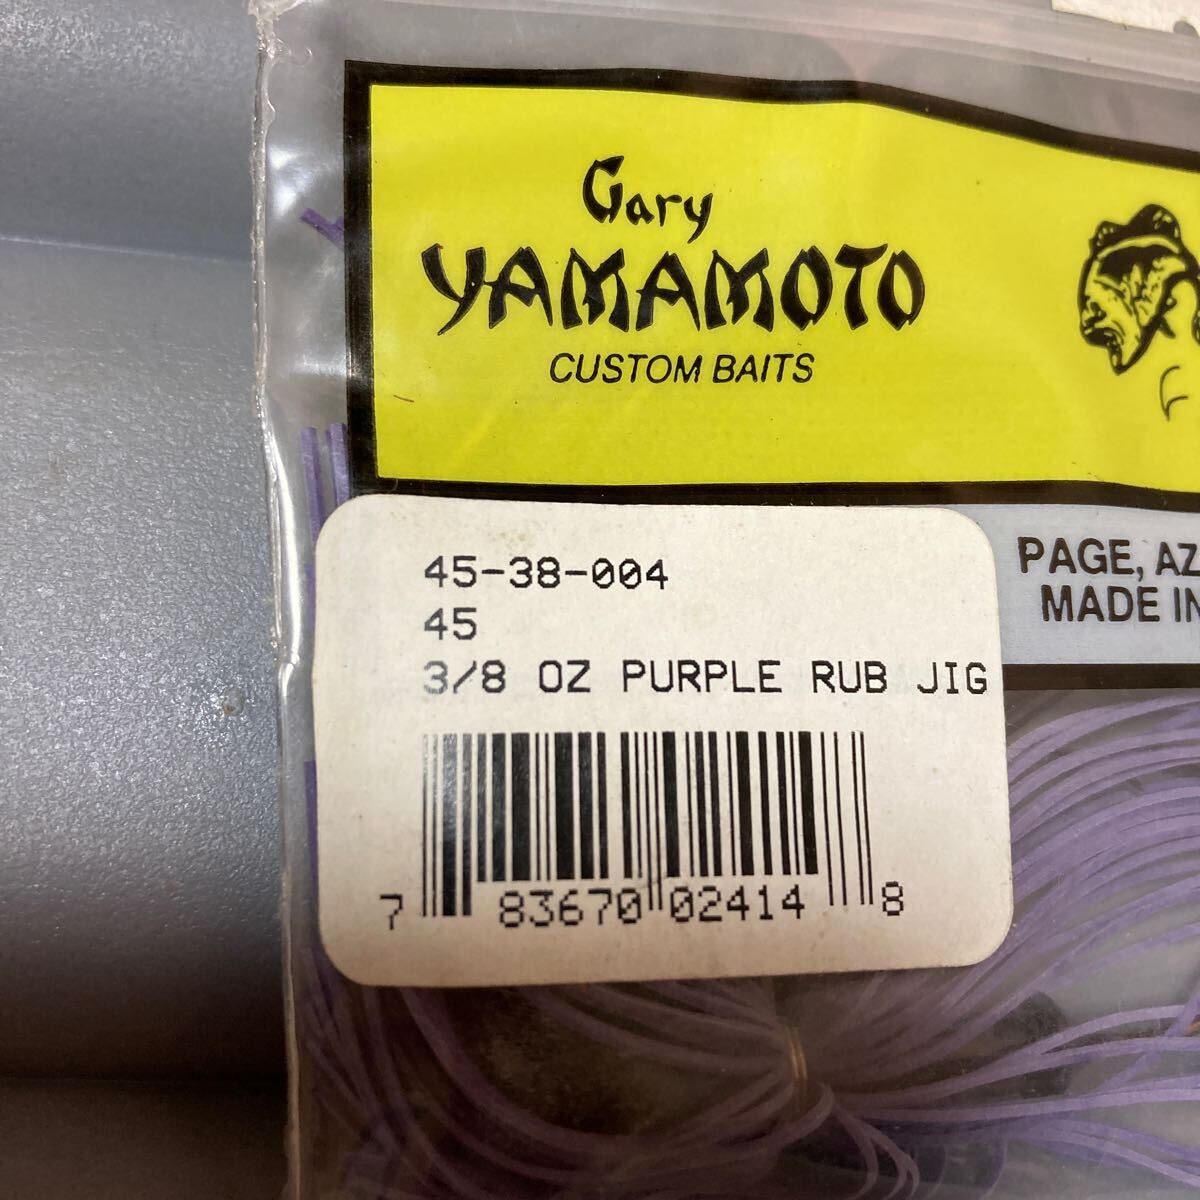 Gary
YAMAMOTO
CUSTOM BAITS
PAGE, AZ
MADE IN
45-38-004
45
3/8 OZ PURPLE RUB JIG
7 83670 02414 8